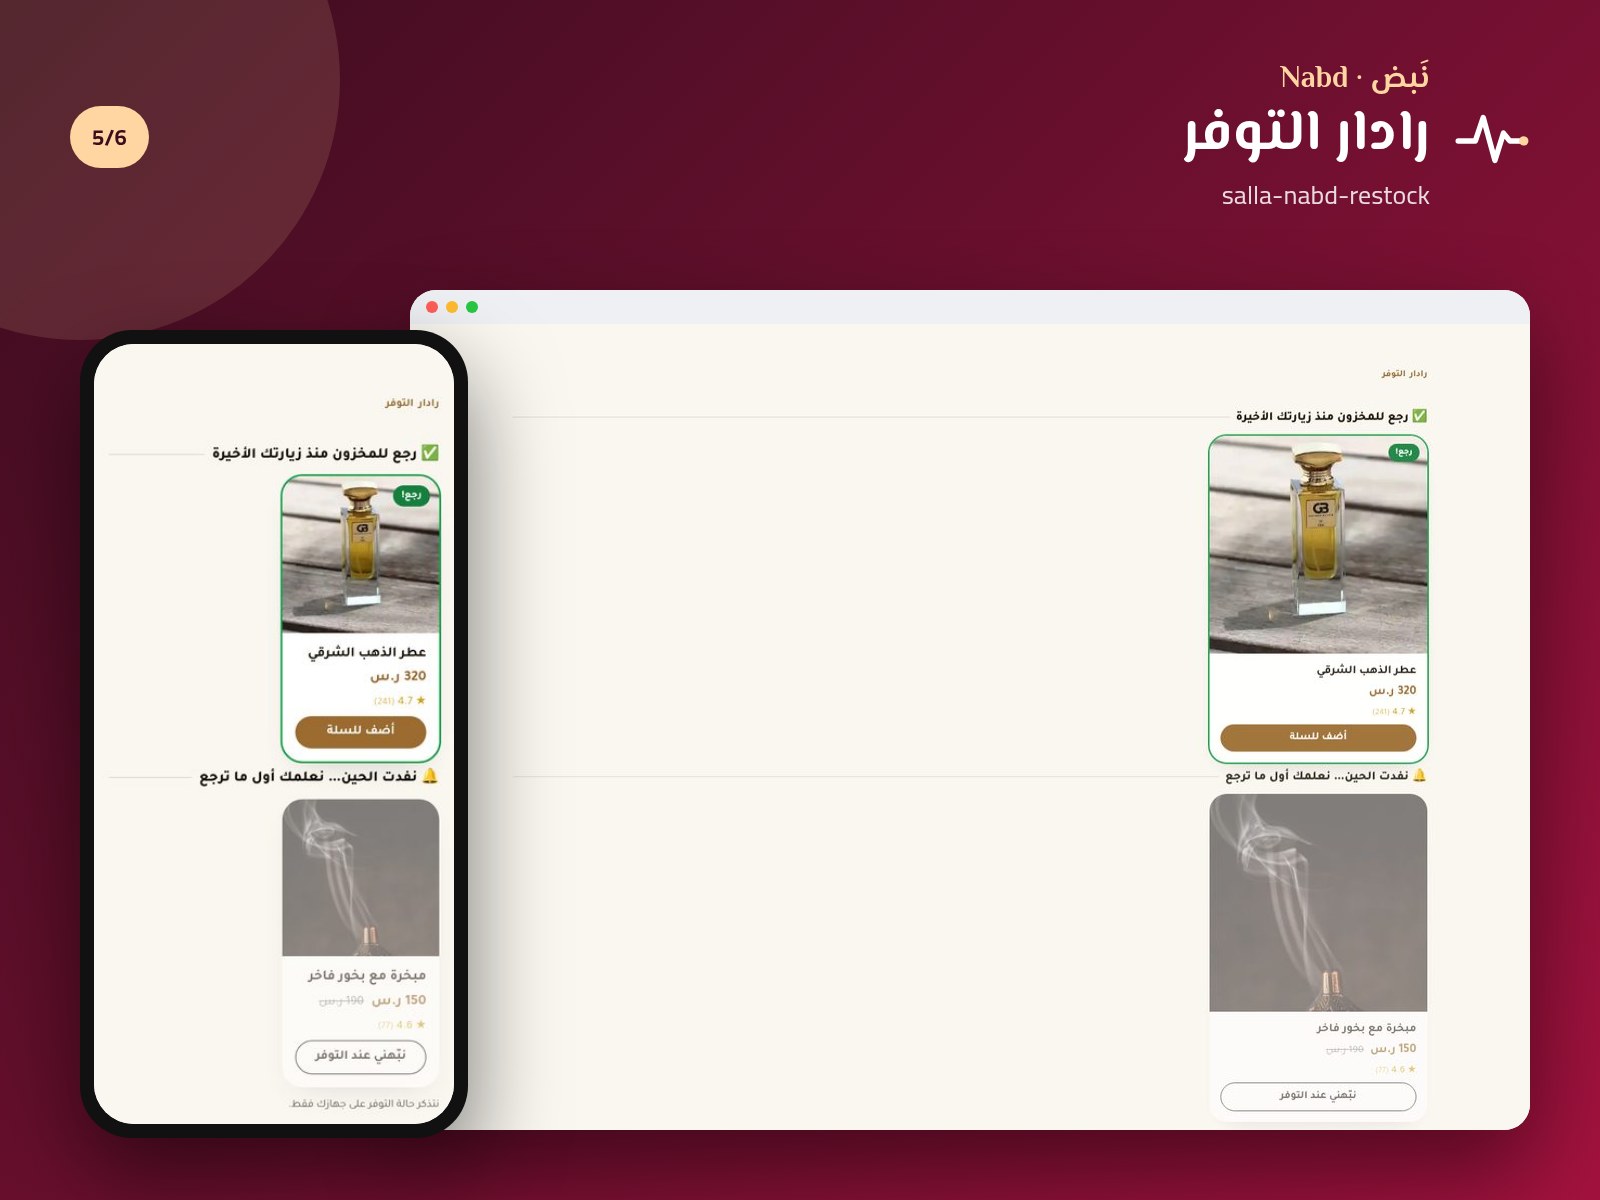 نَبض · Nabd
رادار التوفر
salla-nabd-restock
5/6
رادار التوفر
✅ رجع للمخزون منذ زيارتك الأخيرة
رجع!
GB
عطر الذهب الشرقي
320 ر.س
★ 4.7 (241)
أضف للسلة
🔔 نفدت الحين... نعلمك أول ما ترجع
مبخرة مع بخور فاخر
150 ر.س 190 ر.س
★ 4.6 (77)
نبّهني عند التوفر
رادار التوفر
✅ رجع للمخزون منذ زيارتك الأخيرة
رجع!
GB
عطر الذهب الشرقي
320 ر.س
★ 4.7 (241)
أضف للسلة
🔔 نفدت الحين... نعلمك أول ما ترجع
مبخرة مع بخور فاخر
150 ر.س 190 ر.س
★ 4.6 (77)
نبّهني عند التوفر
نتذكر حالة التوفر على جهازك فقط.